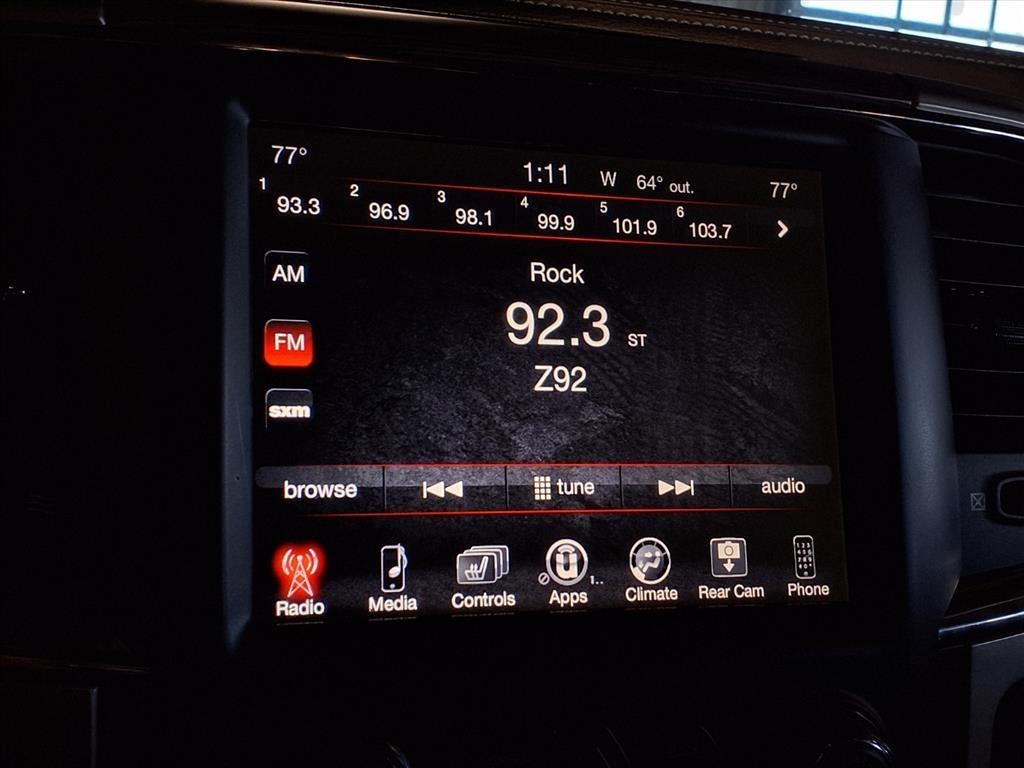 77° 1:11 W 64° out. 77°
1 93.3 2 96.9 3 98.1 4 99.9 5 101.9 6 103.7
AM
Rock
FM
92.3 ST
Z92
sxm
browse tune audio
Radio Media Controls Apps 1.. Climate Rear Cam Phone